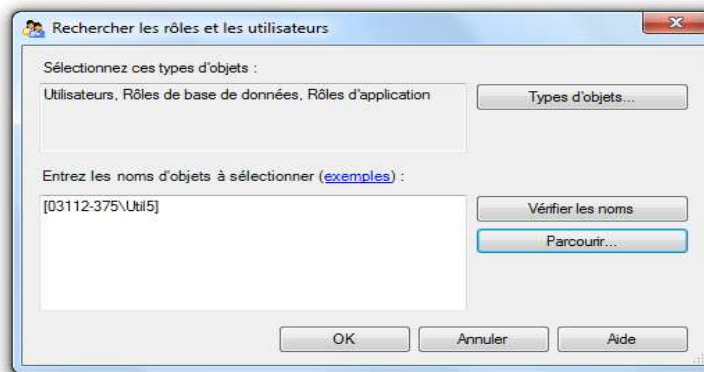 Rechercher les rôles et les utilisateurs
Sélectionnez ces types d'objets :
Utilisateurs, Rôles de base de données, Rôles d'application
Types d'objets...
Entrez les noms d'objets à sélectionner (exemples) :
[03112-375\Util5]
Vérifier les noms
Parcourir...
OK
Annuler
Aide